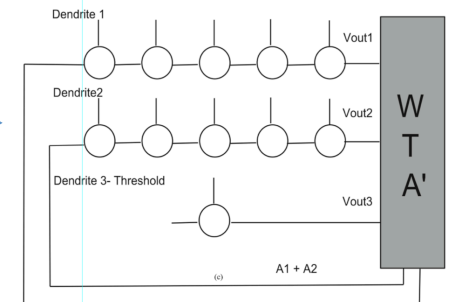 Dendrite 1
Vout1
Dendrite2
Vout2
W
T
A'
Dendrite 3- Threshold
Vout3
A1 + A2
(c)